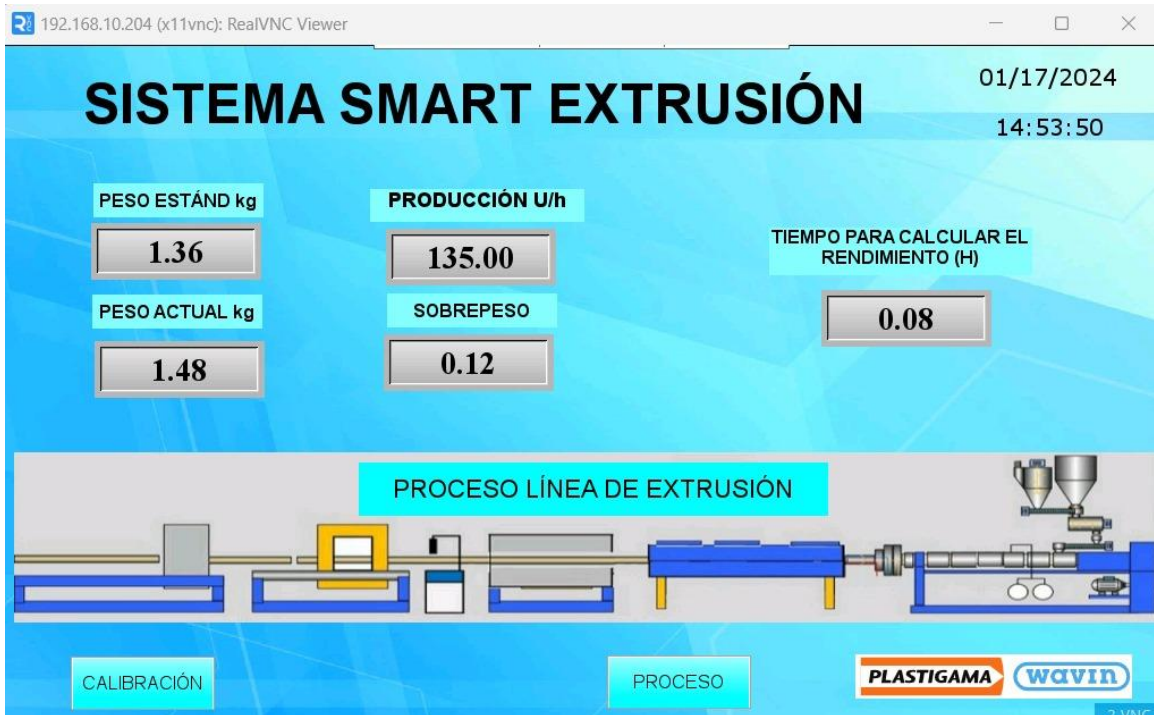 192.168.10.204 (x11vnc): RealVNC Viewer
SISTEMA SMART EXTRUSIÓN
01/17/2024
14:53:50
PESO ESTÁND kg
1.36
PESO ACTUAL kg
1.48
PRODUCCIÓN U/h
135.00
SOBREPESO
0.12
TIEMPO PARA CALCULAR EL
RENDIMIENTO (H)
0.08
PROCESO LÍNEA DE EXTRUSIÓN
CALIBRACIÓN
PROCESO
PLASTIGAMA
wavin